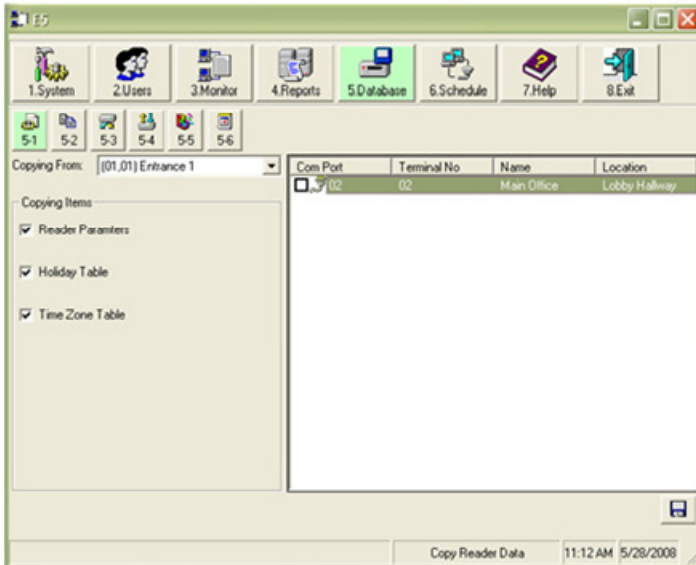 E5
1.System 2.Users 3.Monitor 4.Reports 5.Database 6.Schedule 7.Help 8.Exit
5-1 5-2 5-3 5-4 5-5 5-6
Copying From: (01,01) Entrance 1
Com Port Terminal No Name Location
02 02 Main Office Lobby Hallway
Copying Items
Reader Paramters
Holiday Table
Time Zone Table
Copy Reader Data 11:12 AM 5/28/2008